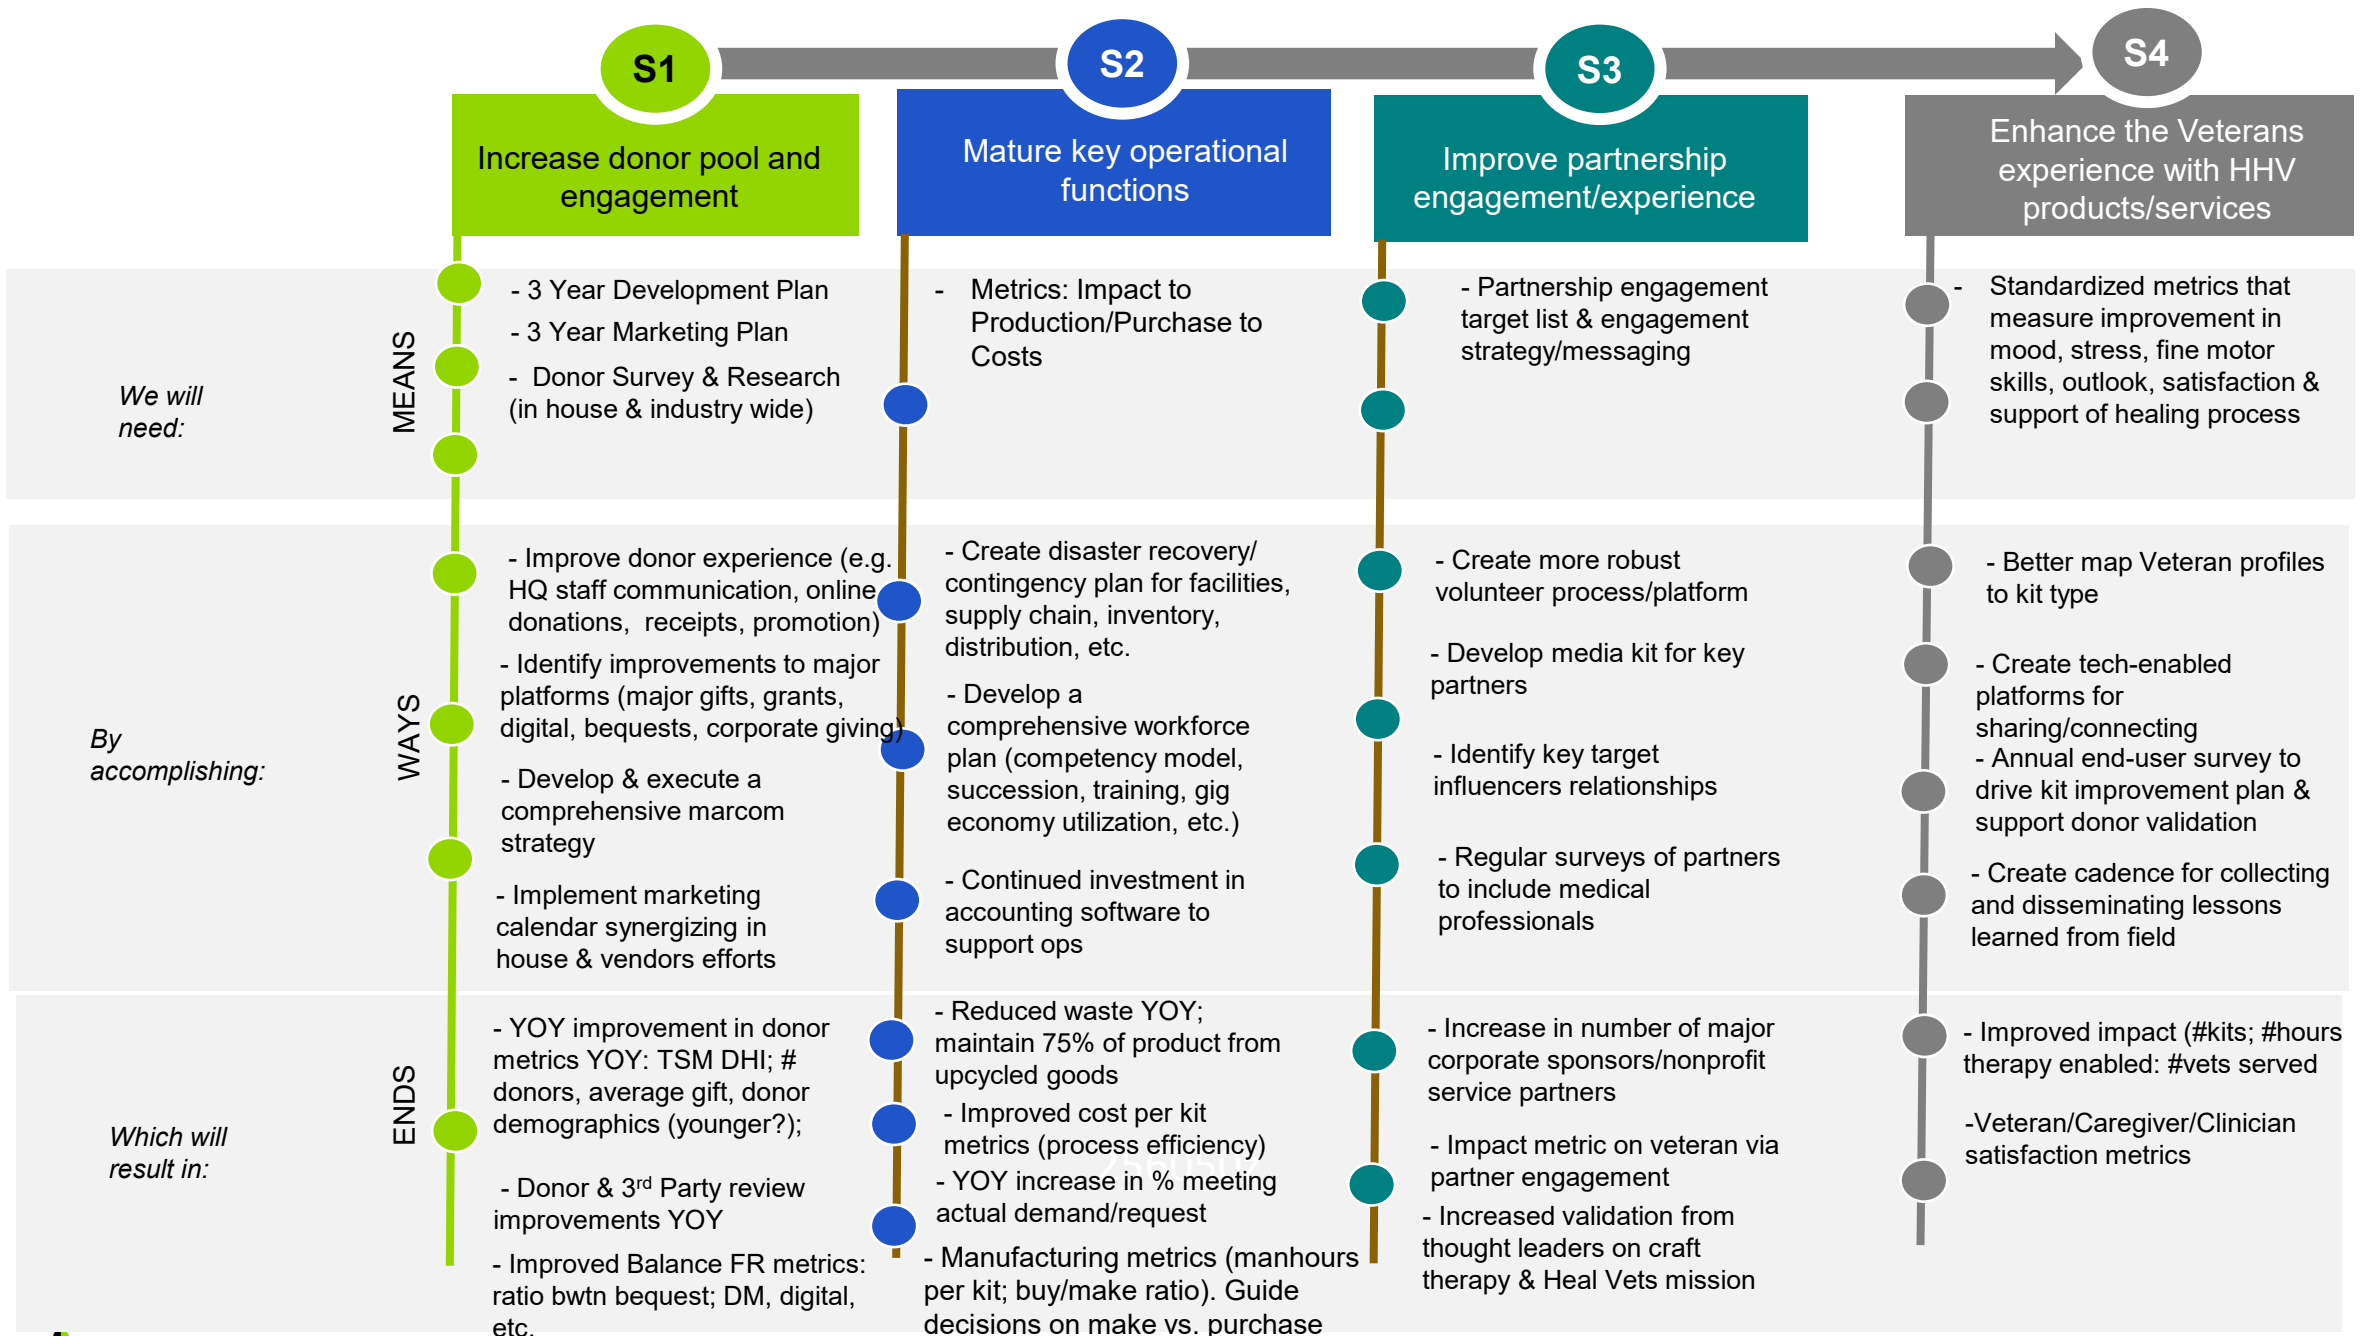 S1
S2
S3
S4
Increase donor pool and
engagement
Mature key operational
functions
Improve partnership
engagement/experience
Enhance the Veterans
experience with HHV
products/services
We will
need:
MEANS
- 3 Year Development Plan
- 3 Year Marketing Plan
- Donor Survey & Research
(in house & industry wide)
- Metrics: Impact to
Production/Purchase to
Costs
- Partnership engagement
target list & engagement
strategy/messaging
- Standardized metrics that
measure improvement in
mood, stress, fine motor
skills, outlook, satisfaction &
support of healing process
By
accomplishing:
WAYS
- Improve donor experience (e.g.
HQ staff communication, online
donations, receipts, promotion)
- Identify improvements to major
platforms (major gifts, grants,
digital, bequests, corporate giving)
- Develop & execute a
comprehensive marcom
strategy
- Implement marketing
calendar synergizing in
house & vendors efforts
- Create disaster recovery/
contingency plan for facilities,
supply chain, inventory,
distribution, etc.
- Develop a
comprehensive workforce
plan (competency model,
succession, training, gig
economy utilization, etc.)
- Continued investment in
accounting software to
support ops
- Create more robust
volunteer process/platform
- Develop media kit for key
partners
- Identify key target
influencers relationships
- Regular surveys of partners
to include medical
professionals
- Better map Veteran profiles
to kit type
- Create tech-enabled
platforms for
sharing/connecting
- Annual end-user survey to
drive kit improvement plan &
support donor validation
- Create cadence for collecting
and disseminating lessons
learned from field
Which will
result in:
ENDS
- YOY improvement in donor
metrics YOY: TSM DHI; #
donors, average gift, donor
demographics (younger?);
- Donor & 3rd Party review
improvements YOY
- Improved Balance FR metrics:
ratio bwtn bequest; DM, digital,
etc.
- Reduced waste YOY;
maintain 75% of product from
upcycled goods
- Improved cost per kit
metrics (process efficiency)
- YOY increase in % meeting
actual demand/request
- Manufacturing metrics (manhours
per kit; buy/make ratio). Guide
decisions on make vs. purchase
- Increase in number of major
corporate sponsors/nonprofit
service partners
- Impact metric on veteran via
partner engagement
- Increased validation from
thought leaders on craft
therapy & Heal Vets mission
- Improved impact (#kits; #hours
therapy enabled: #vets served
-Veteran/Caregiver/Clinician
satisfaction metrics